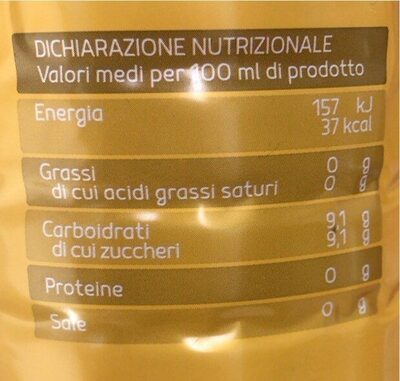 DICHIARAZIONE NUTRIZIONALE
Valori medi per 100 ml di prodotto
Energia 157 kJ
37 kcal
Grassi 0 g
di cui acidi grassi saturi 0 g
Carboidrati 9,1 g
di cui zuccheri 9,1 g
Proteine 0 g
Sale 0 g